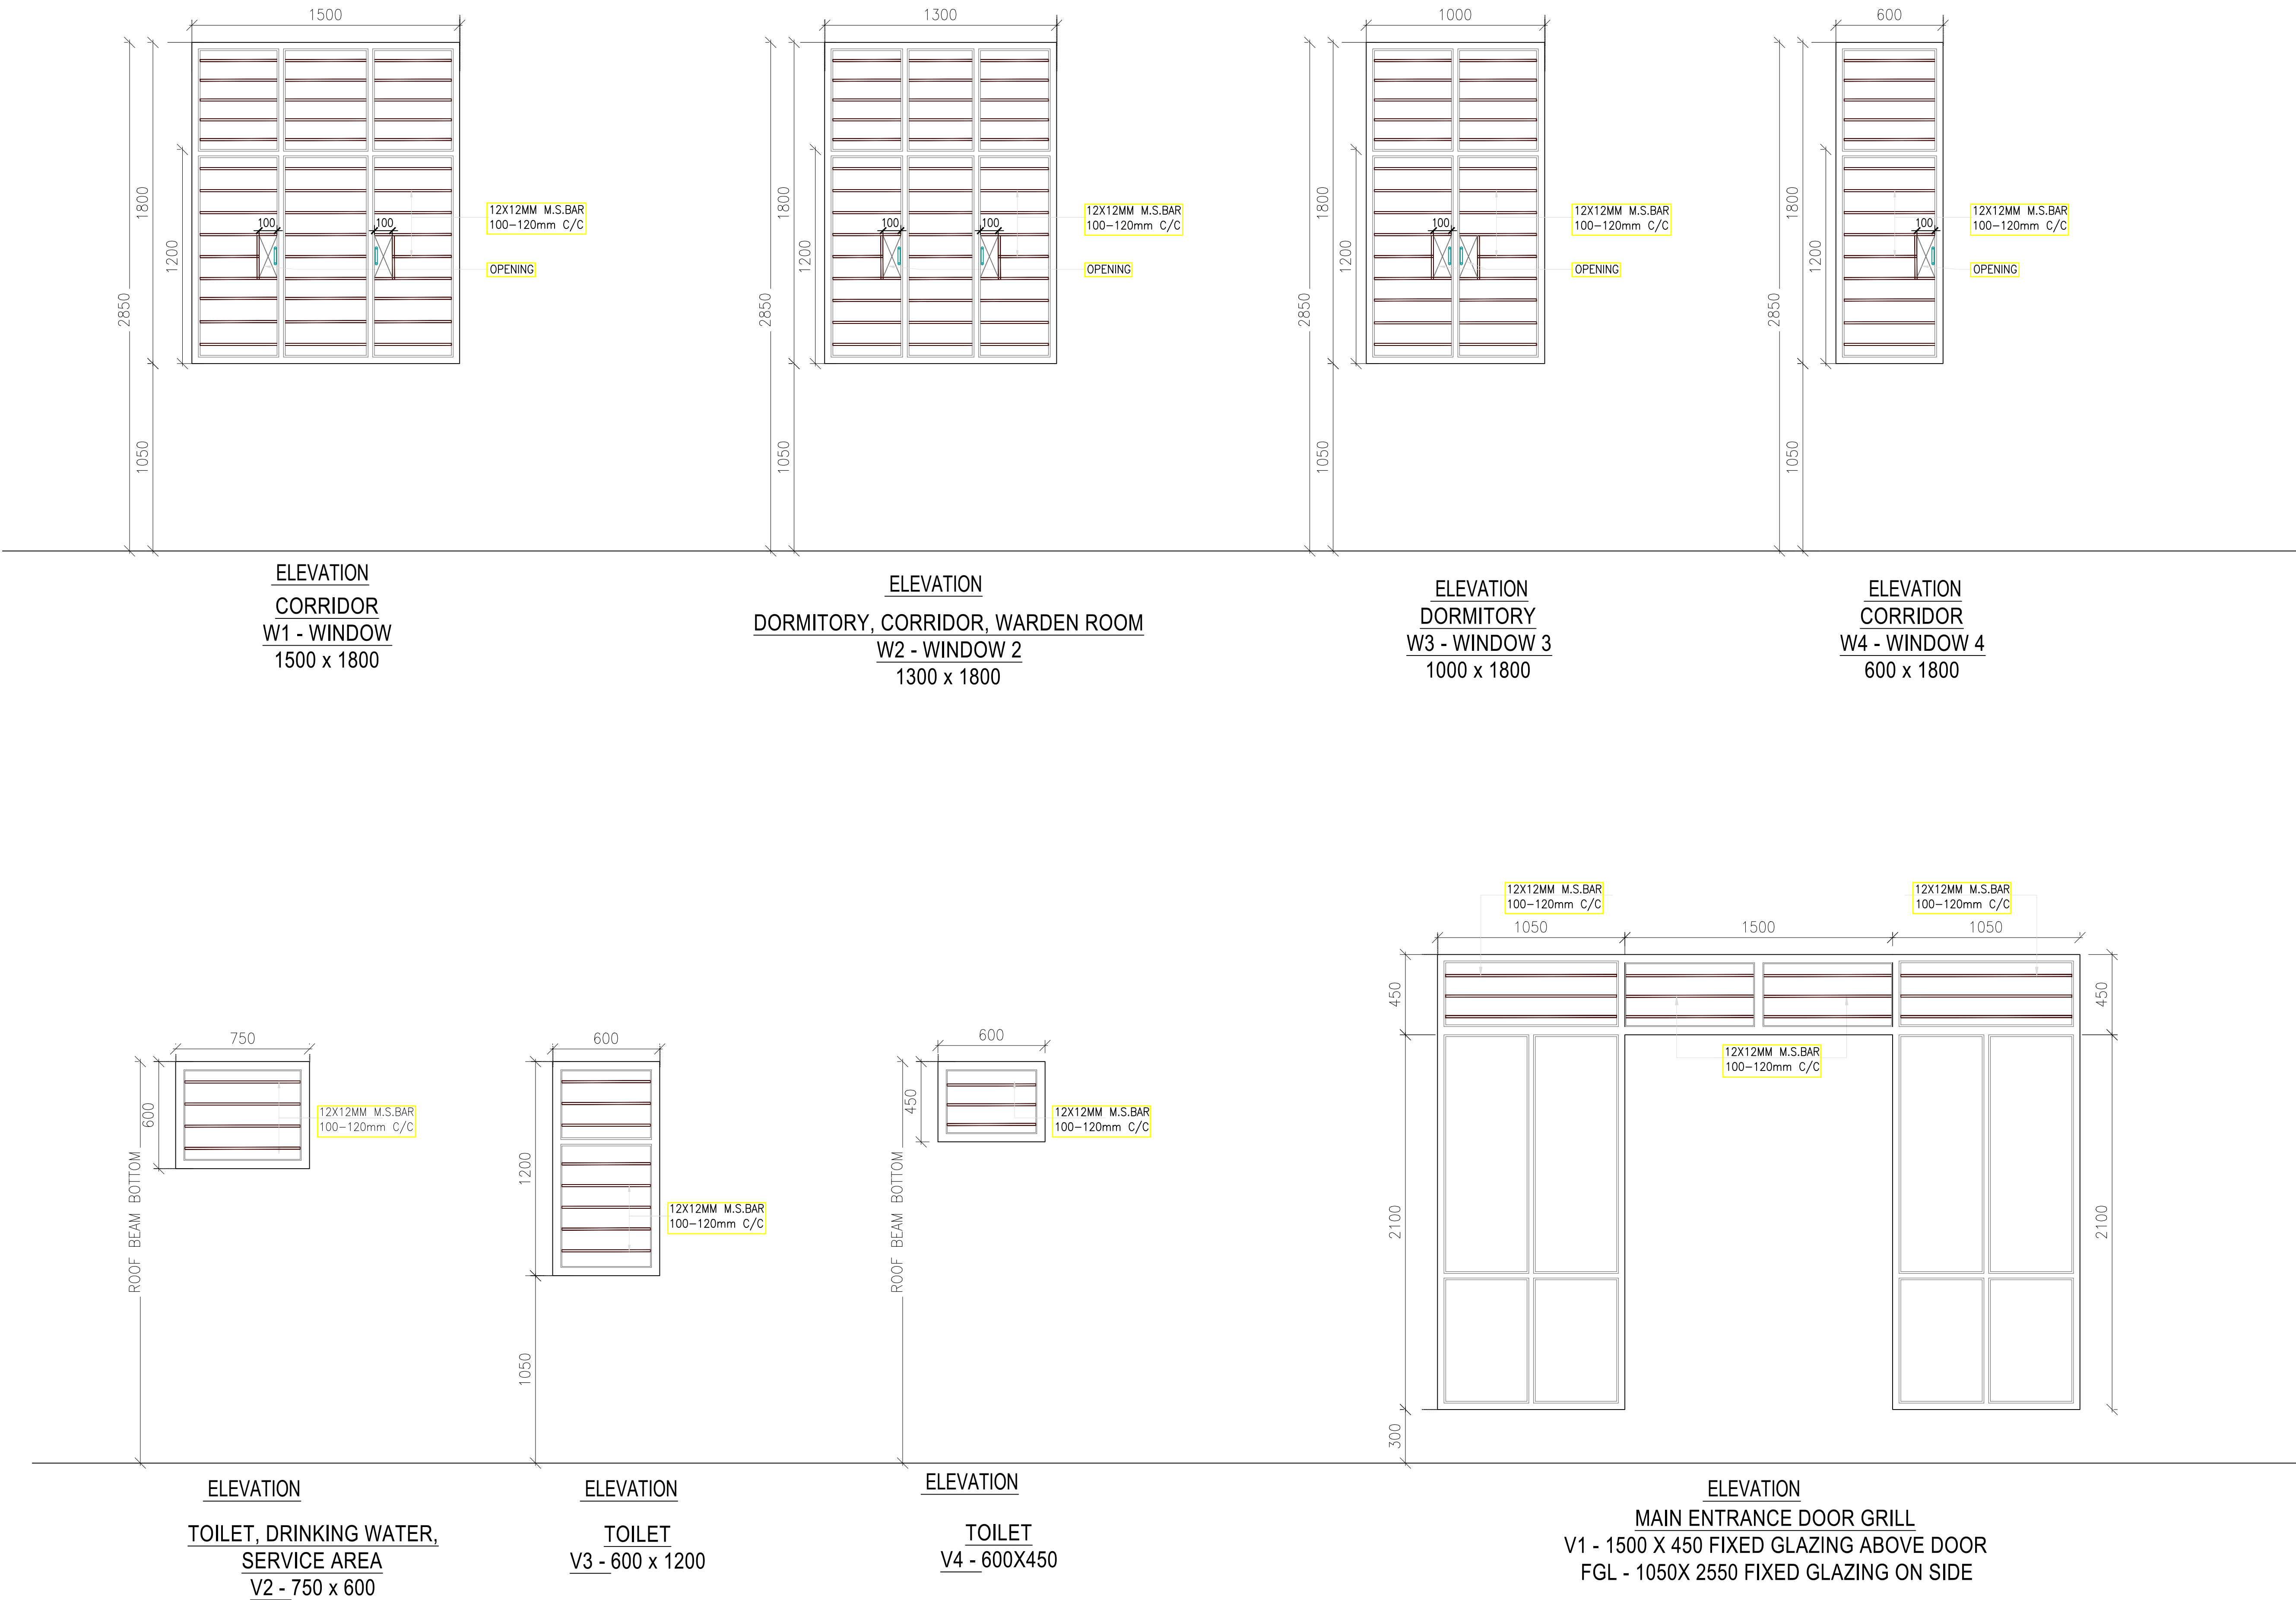 1500
2850
1800
1050
1200
100
100
12X12MM M.S.BAR
100-120mm C/C
OPENING
ELEVATION
CORRIDOR
W1 - WINDOW
1500 x 1800
1300
2850
1800
1050
1200
100
100
12X12MM M.S.BAR
100-120mm C/C
OPENING
ELEVATION
DORMITORY, CORRIDOR, WARDEN ROOM
W2 - WINDOW 2
1300 x 1800
1000
2850
1800
1050
1200
100
12X12MM M.S.BAR
100-120mm C/C
OPENING
ELEVATION
DORMITORY
W3 - WINDOW 3
1000 x 1800
600
2850
1800
1050
1200
100
12X12MM M.S.BAR
100-120mm C/C
OPENING
ELEVATION
CORRIDOR
W4 - WINDOW 4
600 x 1800
750
600
ROOF BEAM BOTTOM
12X12MM M.S.BAR
100-120mm C/C
ELEVATION
TOILET, DRINKING WATER,
SERVICE AREA
V2 - 750 x 600
600
1200
1050
12X12MM M.S.BAR
100-120mm C/C
ELEVATION
TOILET
V3 - 600 x 1200
600
450
ROOF BEAM BOTTOM
12X12MM M.S.BAR
100-120mm C/C
ELEVATION
TOILET
V4 - 600X450
12X12MM M.S.BAR
100-120mm C/C
12X12MM M.S.BAR
100-120mm C/C
1050
1500
1050
450
2100
300
450
2100
12X12MM M.S.BAR
100-120mm C/C
ELEVATION
MAIN ENTRANCE DOOR GRILL
V1 - 1500 X 450 FIXED GLAZING ABOVE DOOR
FGL - 1050X 2550 FIXED GLAZING ON SIDE